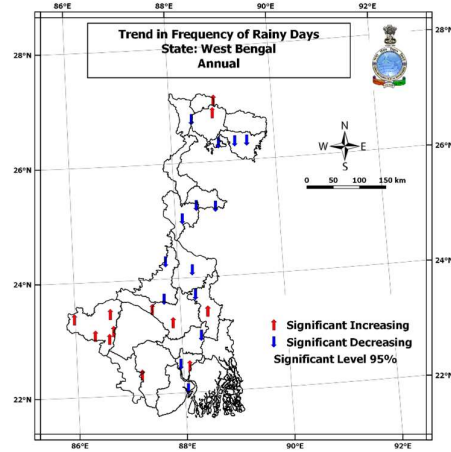 86°E
88°E
90°E
92°E
Trend in Frequency of Rainy Days
State: West Bengal
Annual
28°N
28°N
N
W E
S
26°N
26°N
0 50 100 150 km
24°N
24°N
Significant Increasing
Significant Decreasing
Significant Level 95%
22°N
22°N
86°E
88°E
90°E
92°E